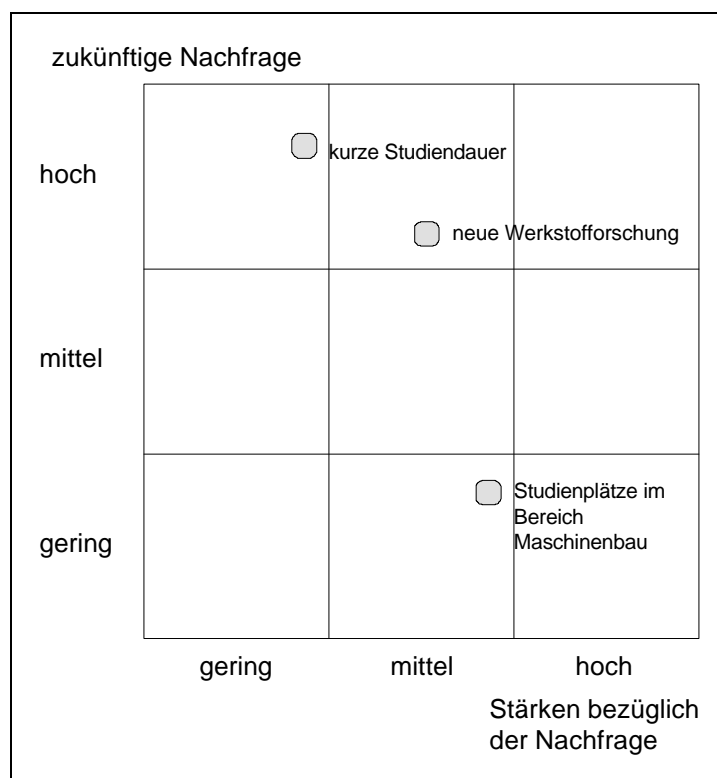 zukünftige Nachfrage
hoch
kurze Studiendauer
neue Werkstofforschung
mittel
gering
Studienplätze im
Bereich
Maschinenbau
gering
mittel
hoch
Stärken bezüglich
der Nachfrage